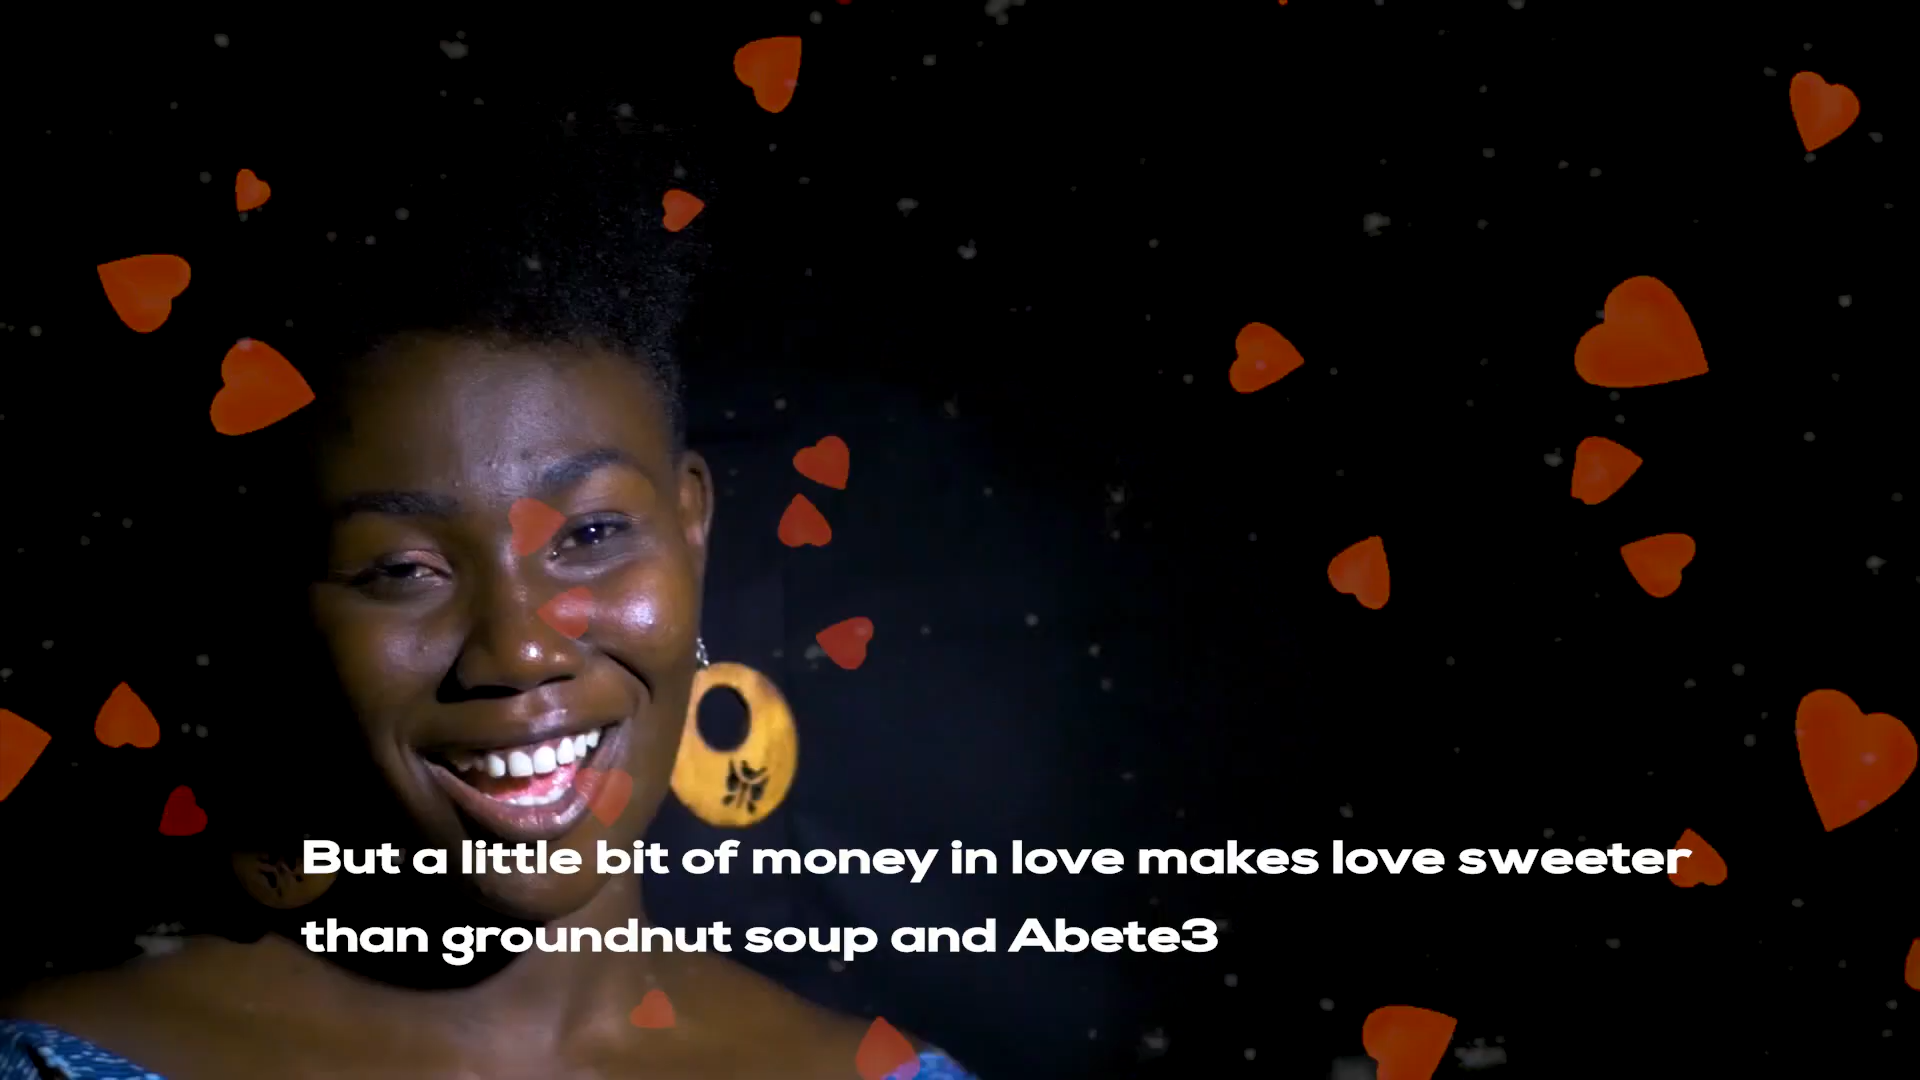 But a little bit of money in love makes love sweeter
than groundnut soup and Abete3